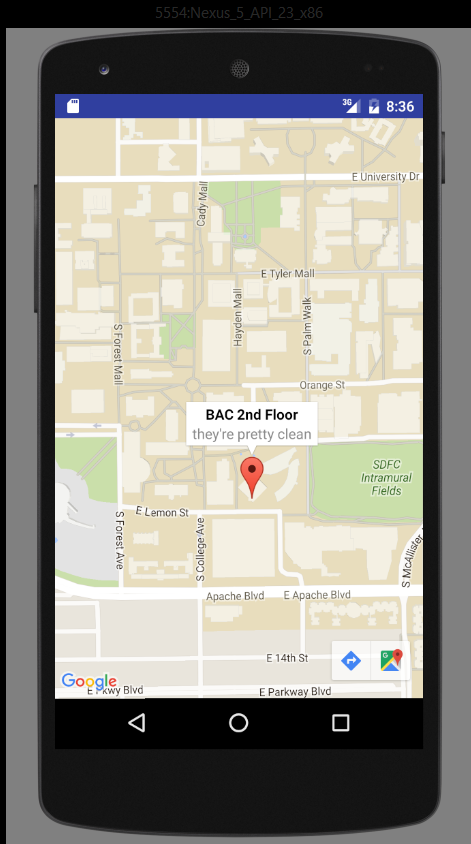 5554:Nexus_5_API_23_x86
3G
8:36
E University Dr
Cady Mall
E Tyler Mall
Hayden Mall
S Palm Walk
S Forest Mall
Orange St
BAC 2nd Floor
they're pretty clean
SDFC
Intramural
Fields
E Lemon St
S Forest Ave
S College Ave
S McAllister
Apache Blvd
E Apache Blvd
E 14th St
G
Google
E Parkway Blvd